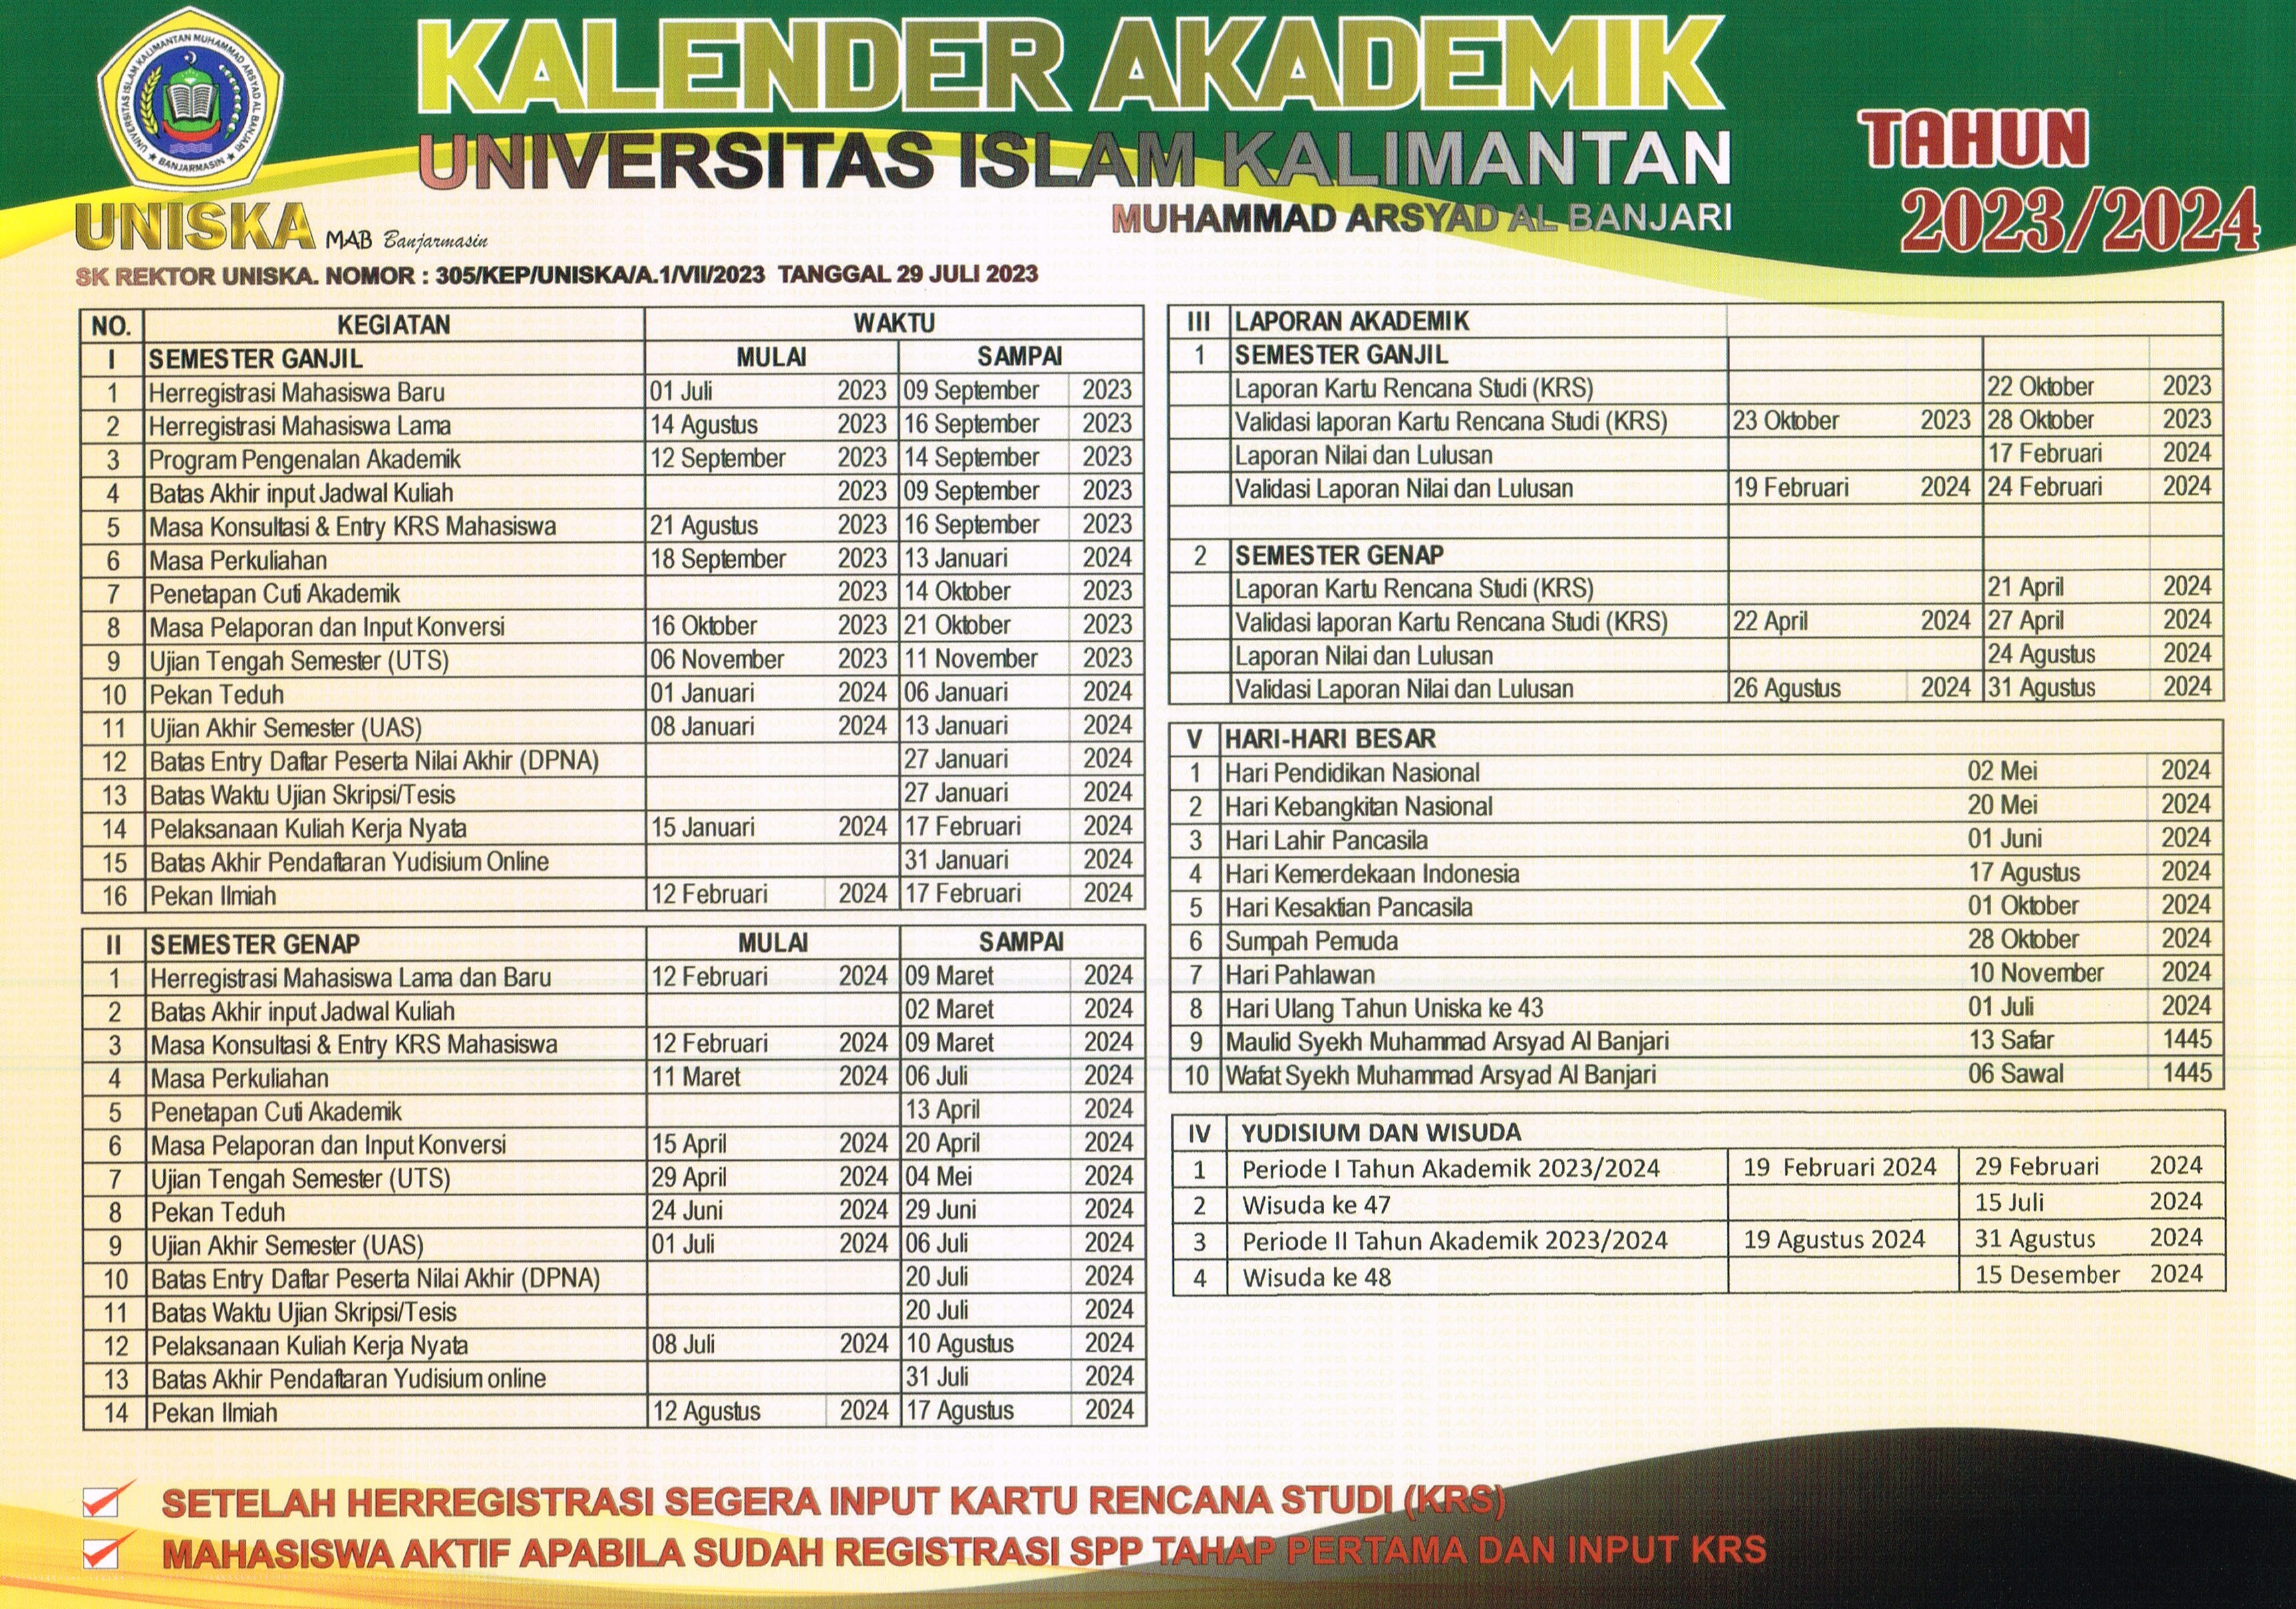 UNIVERSITAS ISLAM KALIMANTAN MUHAMMAD ARSYAD AL BANJARI
BANJARMASIN
KALENDER AKADEMIK
UNIVERSITAS ISLAM KALIMANTAN
MUHAMMAD ARSYAD AL BANJARI
TAHUN
2023/2024
UNISKA MAB Banjarmasin
SK REKTOR UNISKA. NOMOR : 305/KEP/UNISKA/A.1/VII/2023 TANGGAL 29 JULI 2023
NO. KEGIATAN WAKTU
I SEMESTER GANJIL MULAI SAMPAI
1 Herregistrasi Mahasiswa Baru 01 Juli 2023 09 September 2023
2 Herregistrasi Mahasiswa Lama 14 Agustus 2023 16 September 2023
3 Program Pengenalan Akademik 12 September 2023 14 September 2023
4 Batas Akhir input Jadwal Kuliah 2023 09 September 2023
5 Masa Konsultasi & Entry KRS Mahasiswa 21 Agustus 2023 16 September 2023
6 Masa Perkuliahan 18 September 2023 13 Januari 2024
7 Penetapan Cuti Akademik 2023 14 Oktober 2023
8 Masa Pelaporan dan Input Konversi 16 Oktober 2023 21 Oktober 2023
9 Ujian Tengah Semester (UTS) 06 November 2023 11 November 2023
10 Pekan Teduh 01 Januari 2024 06 Januari 2024
11 Ujian Akhir Semester (UAS) 08 Januari 2024 13 Januari 2024
12 Batas Entry Daftar Peserta Nilai Akhir (DPNA) 27 Januari 2024
13 Batas Waktu Ujian Skripsi/Tesis 27 Januari 2024
14 Pelaksanaan Kuliah Kerja Nyata 15 Januari 2024 17 Februari 2024
15 Batas Akhir Pendaftaran Yudisium Online 31 Januari 2024
16 Pekan Ilmiah 12 Februari 2024 17 Februari 2024
II SEMESTER GENAP MULAI SAMPAI
1 Herregistrasi Mahasiswa Lama dan Baru 12 Februari 2024 09 Maret 2024
2 Batas Akhir input Jadwal Kuliah 02 Maret 2024
3 Masa Konsultasi & Entry KRS Mahasiswa 12 Februari 2024 09 Maret 2024
4 Masa Perkuliahan 11 Maret 2024 06 Juli 2024
5 Penetapan Cuti Akademik 13 April 2024
6 Masa Pelaporan dan Input Konversi 15 April 2024 20 April 2024
7 Ujian Tengah Semester (UTS) 29 April 2024 04 Mei 2024
8 Pekan Teduh 24 Juni 2024 29 Juni 2024
9 Ujian Akhir Semester (UAS) 01 Juli 2024 06 Juli 2024
10 Batas Entry Daftar Peserta Nilai Akhir (DPNA) 20 Juli 2024
11 Batas Waktu Ujian Skripsi/Tesis 20 Juli 2024
12 Pelaksanaan Kuliah Kerja Nyata 08 Juli 2024 10 Agustus 2024
13 Batas Akhir Pendaftaran Yudisium online 31 Juli 2024
14 Pekan Ilmiah 12 Agustus 2024 17 Agustus 2024
III LAPORAN AKADEMIK
1 SEMESTER GANJIL
Laporan Kartu Rencana Studi (KRS) 22 Oktober 2023
Validasi laporan Kartu Rencana Studi (KRS) 23 Oktober 2023 28 Oktober 2023
Laporan Nilai dan Lulusan 17 Februari 2024
Validasi Laporan Nilai dan Lulusan 19 Februari 2024 24 Februari 2024
2 SEMESTER GENAP
Laporan Kartu Rencana Studi (KRS) 21 April 2024
Validasi laporan Kartu Rencana Studi (KRS) 22 April 2024 27 April 2024
Laporan Nilai dan Lulusan 24 Agustus 2024
Validasi Laporan Nilai dan Lulusan 26 Agustus 2024 31 Agustus 2024
V HARI-HARI BESAR
1 Hari Pendidikan Nasional 02 Mei 2024
2 Hari Kebangkitan Nasional 20 Mei 2024
3 Hari Lahir Pancasila 01 Juni 2024
4 Hari Kemerdekaan Indonesia 17 Agustus 2024
5 Hari Kesaktian Pancasila 01 Oktober 2024
6 Sumpah Pemuda 28 Oktober 2024
7 Hari Pahlawan 10 November 2024
8 Hari Ulang Tahun Uniska ke 43 01 Juli 2024
9 Maulid Syekh Muhammad Arsyad Al Banjari 13 Safar 1445
10 Wafat Syekh Muhammad Arsyad Al Banjari 06 Sawal 1445
IV YUDISIUM DAN WISUDA
1 Periode I Tahun Akademik 2023/2024 19 Februari 2024 29 Februari 2024
2 Wisuda ke 47 15 Juli 2024
3 Periode II Tahun Akademik 2023/2024 19 Agustus 2024 31 Agustus 2024
4 Wisuda ke 48 15 Desember 2024
SETELAH HERREGISTRASI SEGERA INPUT KARTU RENCANA STUDI (KRS)
MAHASISWA AKTIF APABILA SUDAH REGISTRASI SPP TAHAP PERTAMA DAN INPUT KRS